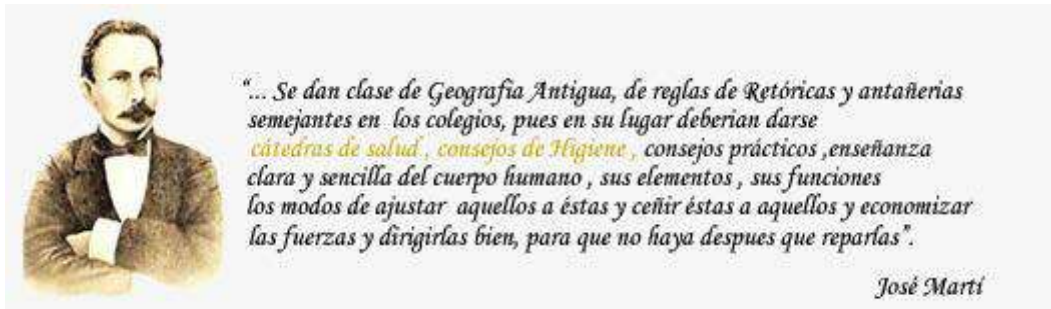 “... Se dan clase de Geografía Antigua, de reglas de Retóricas y antañerias
semejantes en los colegios, pues en su lugar deberian darse
cátedras de salud , consejos de Higiene , consejos prácticos ,enseñanza
clara y sencilla del cuerpo humano , sus elementos , sus funciones
los modos de ajustar aquellos a éstas y ceñir éstas a aquellos y economizar
las fuerzas y dirigirlas bien, para que no haya despues que reparlas”.
José Martí